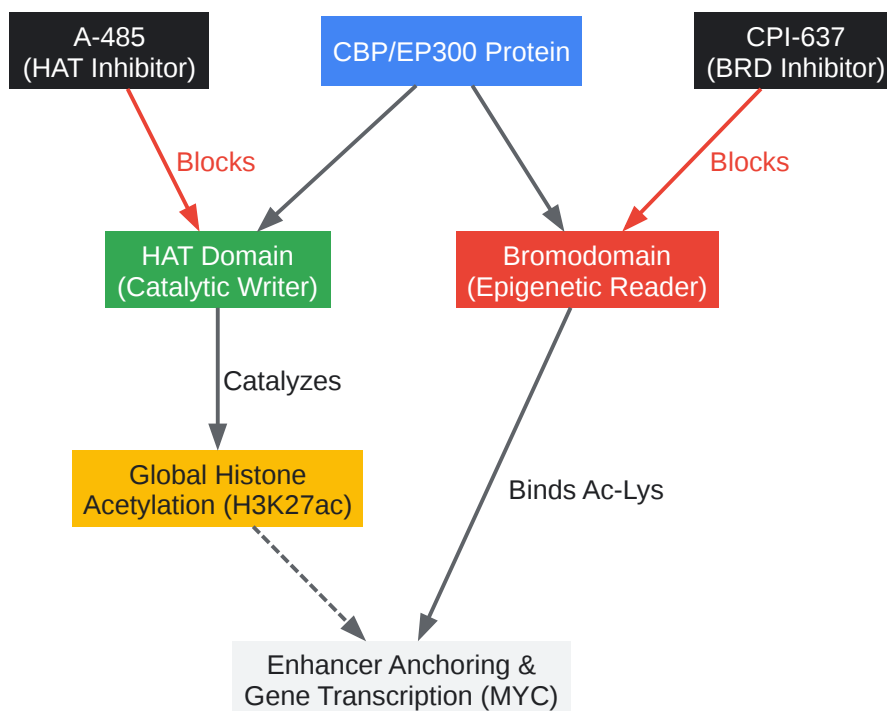 A-485
(HAT Inhibitor)
CBP/EP300 Protein
CPI-637
(BRD Inhibitor)
Blocks
Blocks
HAT Domain
(Catalytic Writer)
Bromodomain
(Epigenetic Reader)
Catalyzes
Global Histone
Acetylation (H3K27ac)
Binds Ac-Lys
Enhancer Anchoring &
Gene Transcription (MYC)